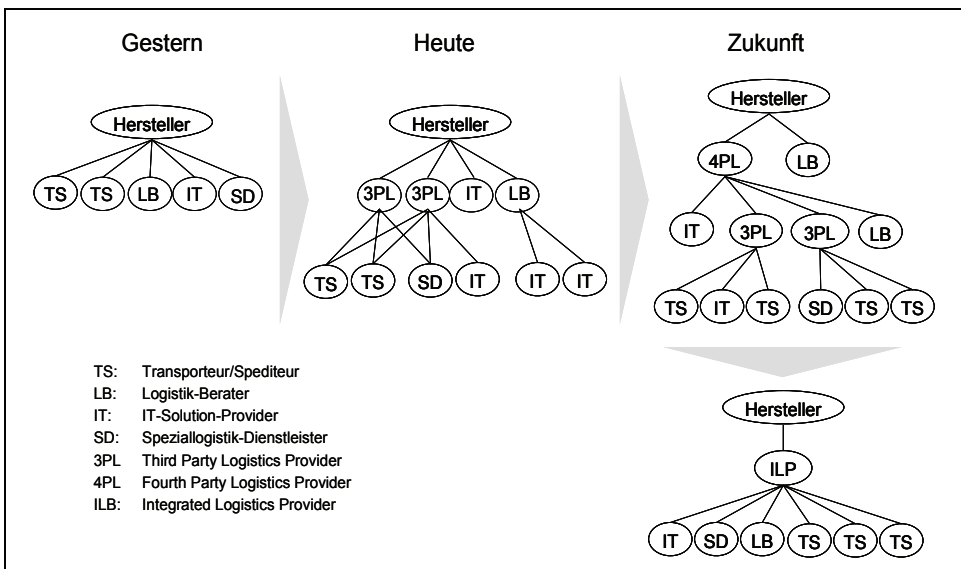 Gestern
Heute
Zukunft
Hersteller
TS TS LB IT SD
Hersteller
3PL 3PL IT LB
TS TS SD IT IT IT
Hersteller
4PL LB
IT 3PL 3PL LB
TS IT TS SD TS TS
TS: Transporteur/Spediteur
LB: Logistik-Berater
IT: IT-Solution-Provider
SD: Speziallogistik-Dienstleister
3PL Third Party Logistics Provider
4PL Fourth Party Logistics Provider
ILB: Integrated Logistics Provider
Hersteller
ILP
IT SD LB TS TS TS